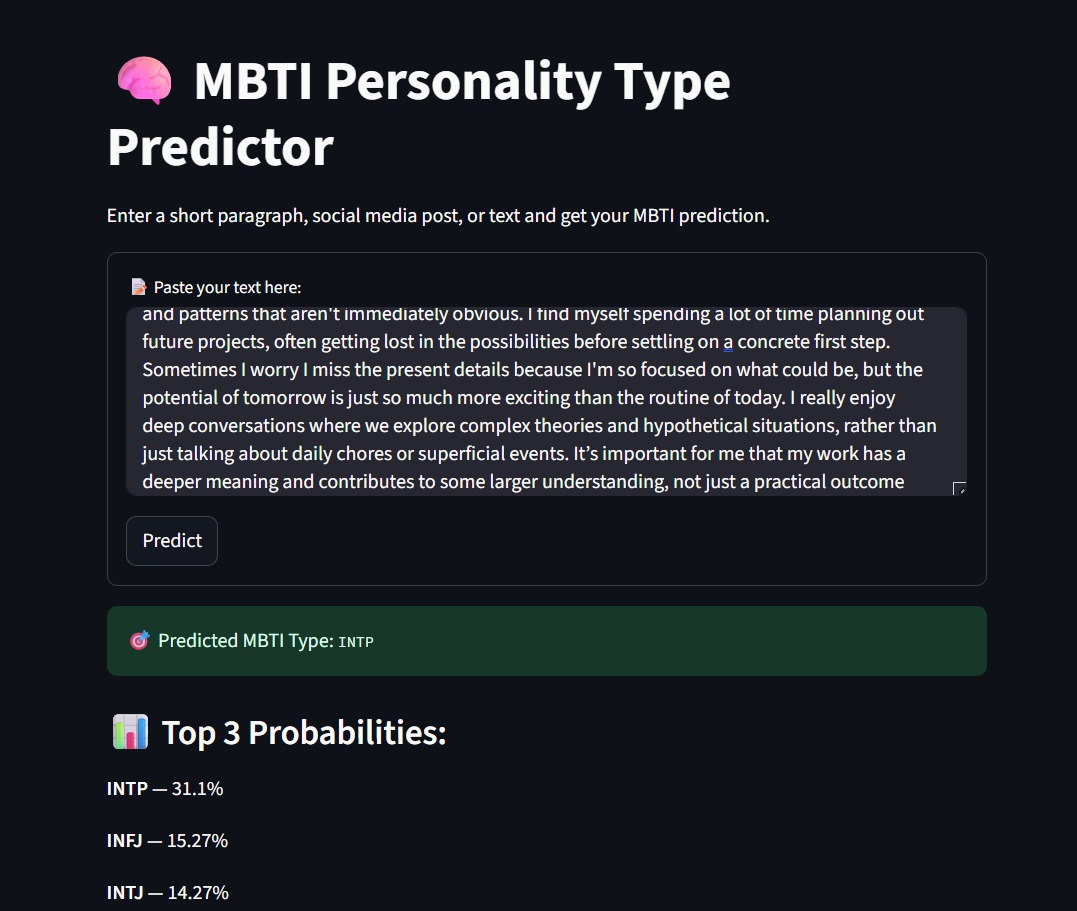 🧠 MBTI Personality Type
Predictor
Enter a short paragraph, social media post, or text and get your MBTI prediction.
📝 Paste your text here:
and patterns that aren't immediately obvious. I find myself spending a lot of time planning out
future projects, often getting lost in the possibilities before settling on a concrete first step.
Sometimes I worry I miss the present details because I'm so focused on what could be, but the
potential of tomorrow is just so much more exciting than the routine of today. I really enjoy
deep conversations where we explore complex theories and hypothetical situations, rather than
just talking about daily chores or superficial events. It’s important for me that my work has a
deeper meaning and contributes to some larger understanding, not just a practical outcome
Predict
🎯 Predicted MBTI Type: INTP
📊 Top 3 Probabilities:
INTP — 31.1%
INFJ — 15.27%
INTJ — 14.27%